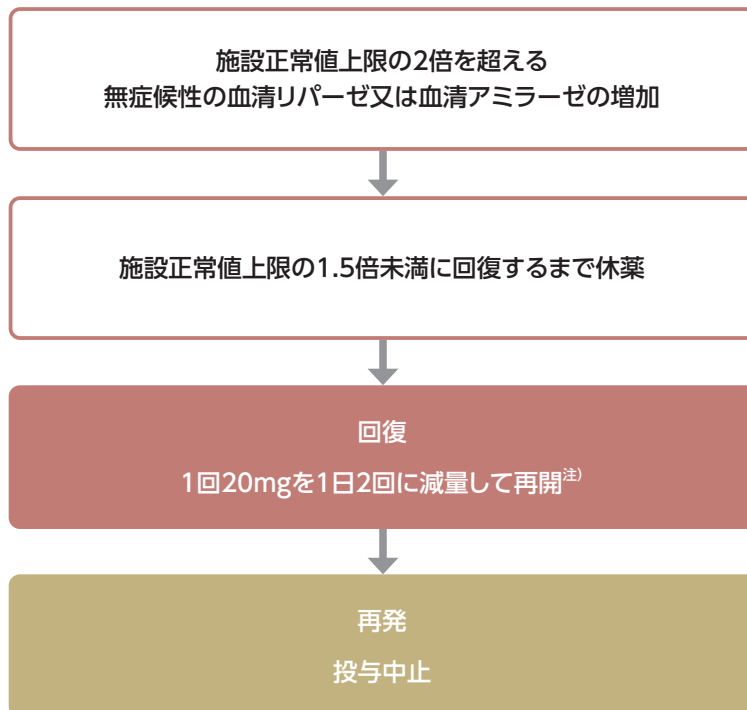 施設正常値上限の2倍を超える
無症候性の血清リパーゼ又は血清アミラーゼの増加
施設正常値上限の1.5倍未満に回復するまで休薬
回復
1回20mgを1日2回に減量して再開注)
再発
投与中止